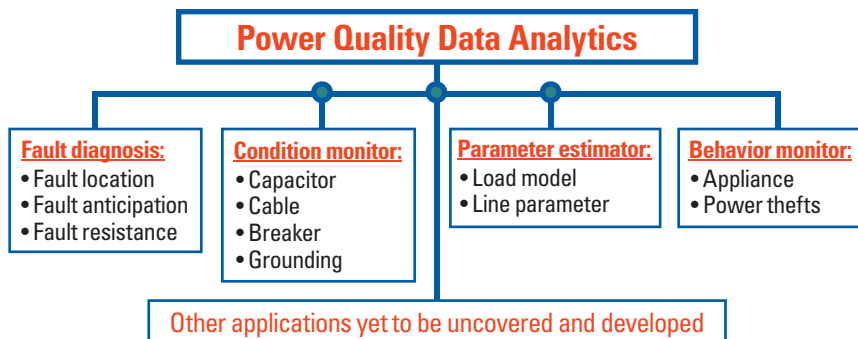 Power Quality Data Analytics
Fault diagnosis:
• Fault location
• Fault anticipation
• Fault resistance
Condition monitor:
• Capacitor
• Cable
• Breaker
• Grounding
Parameter estimator:
• Load model
• Line parameter
Behavior monitor:
• Appliance
• Power thefts
Other applications yet to be uncovered and developed